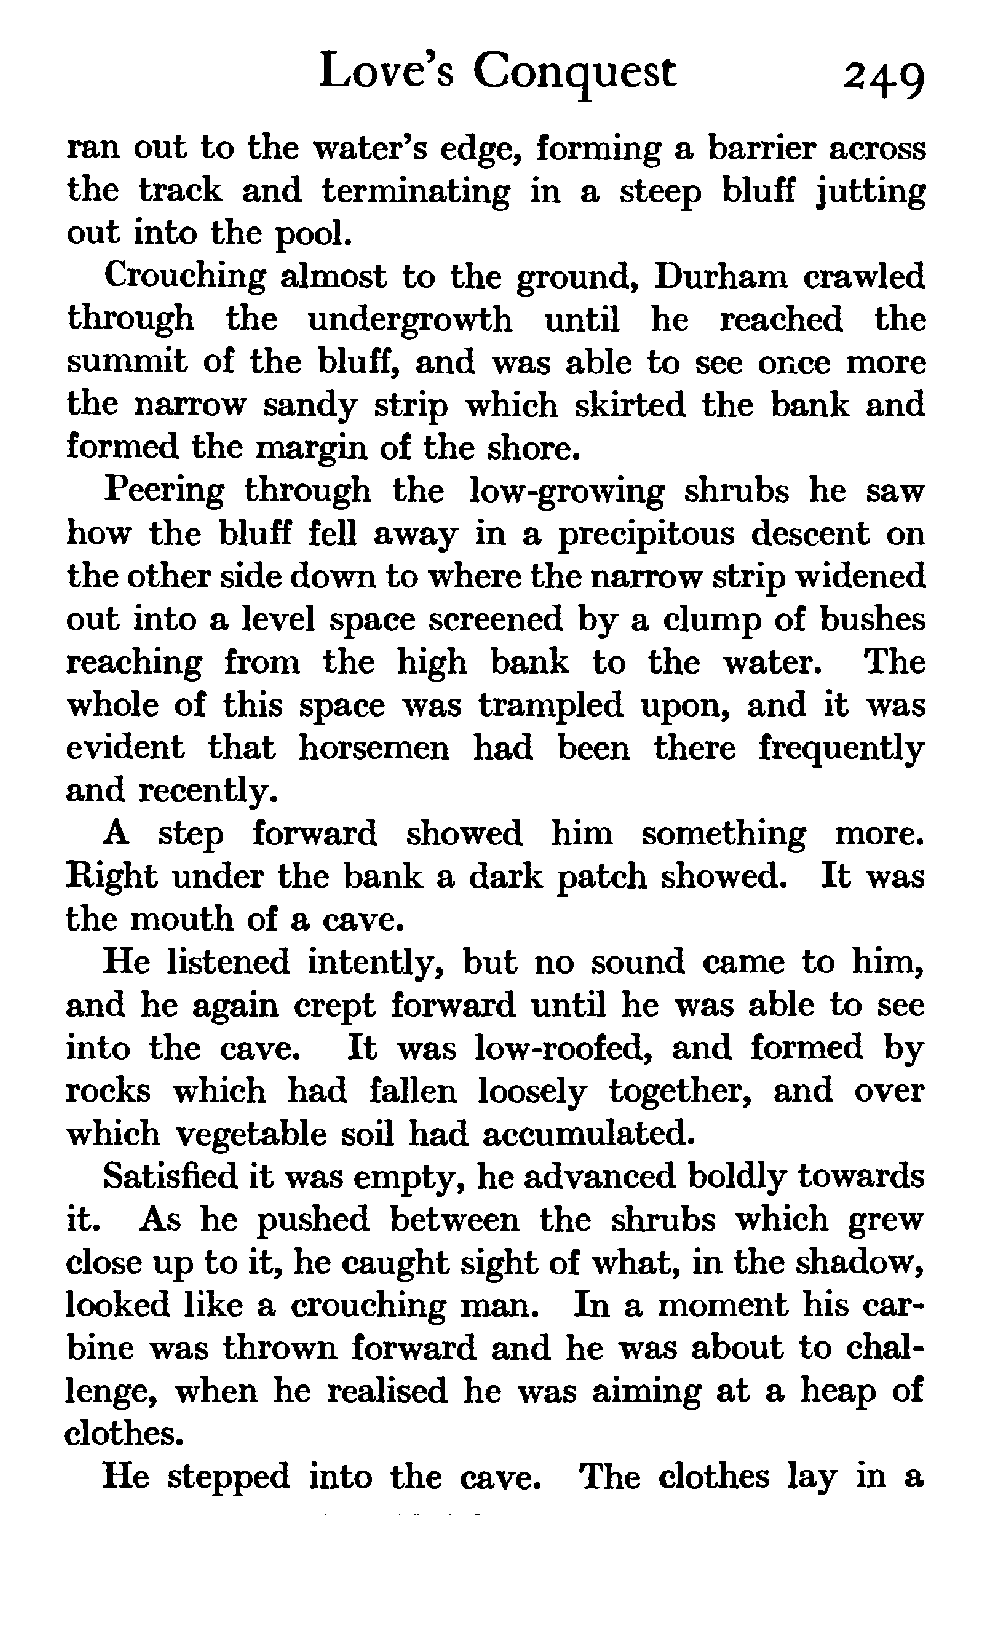 Love's Conquest 249
ran out to the water's edge, forming a barrier across
the track and terminating in a steep bluff jutting
out into the pool.
Crouching almost to the ground, Durham crawled
through the undergrowth until he reached the
summit of the bluff, and was able to see once more
the narrow sandy strip which skirted the bank and
formed the margin of the shore.
Peering through the low-growing shrubs he saw
how the bluff fell away in a precipitous descent on
the other side down to where the narrow strip widened
out into a level space screened by a clump of bushes
reaching from the high bank to the water. The
whole of this space was trampled upon, and it was
evident that horsemen had been there frequently
and recently.
A step forward showed him something more.
Right under the bank a dark patch showed. It was
the mouth of a cave.
He listened intently, but no sound came to him,
and he again crept forward until he was able to see
into the cave. It was low-roofed, and formed by
rocks which had fallen loosely together, and over
which vegetable soil had accumulated.
Satisfied it was empty, he advanced boldly towards
it. As he pushed between the shrubs which grew
close up to it, he caught sight of what, in the shadow,
looked like a crouching man. In a moment his car-
bine was thrown forward and he was about to chal-
lenge, when he realised he was aiming at a heap of
clothes.
He stepped into the cave. The clothes lay in a